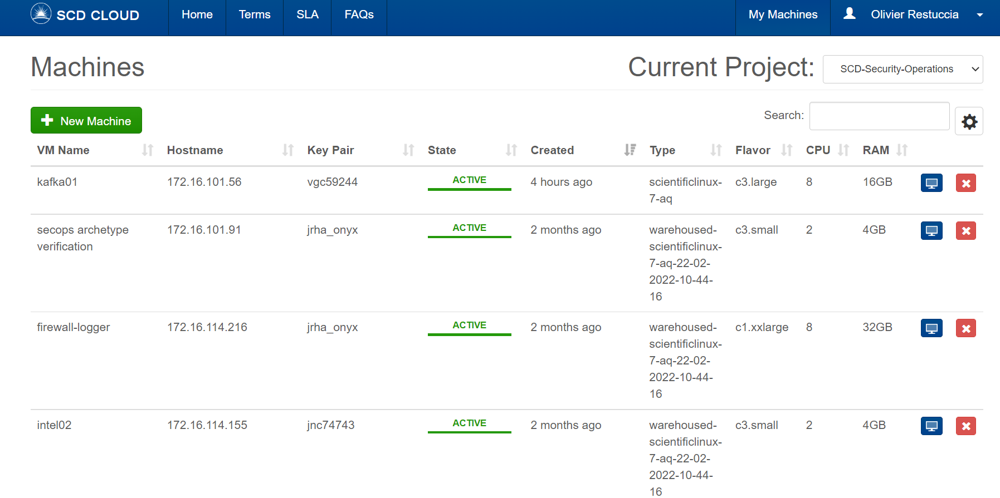 SCD CLOUD Home Terms SLA FAQs My Machines Olivier Restuccia
Machines Current Project: SCD-Security-Operations
New Machine Search:
VM Name Hostname Key Pair State Created Type Flavor CPU RAM
kafka01 172.16.101.56 vgc59244 ACTIVE 4 hours ago scientificlinux- c3.large 8 16GB
7-aq
secops archetype 172.16.101.91 jrha_onyx ACTIVE 2 months ago warehoused- c3.small 2 4GB
verification scientificlinux-
7-aq-22-02-
2022-10-44-
16
firewall-logger 172.16.114.216 jrha_onyx ACTIVE 2 months ago warehoused- c1.xxlarge 8 32GB
scientificlinux-
7-aq-22-02-
2022-10-44-
16
intel02 172.16.114.155 jnc74743 ACTIVE 2 months ago warehoused- c3.small 2 4GB
scientificlinux-
7-aq-22-02-
2022-10-44-
16